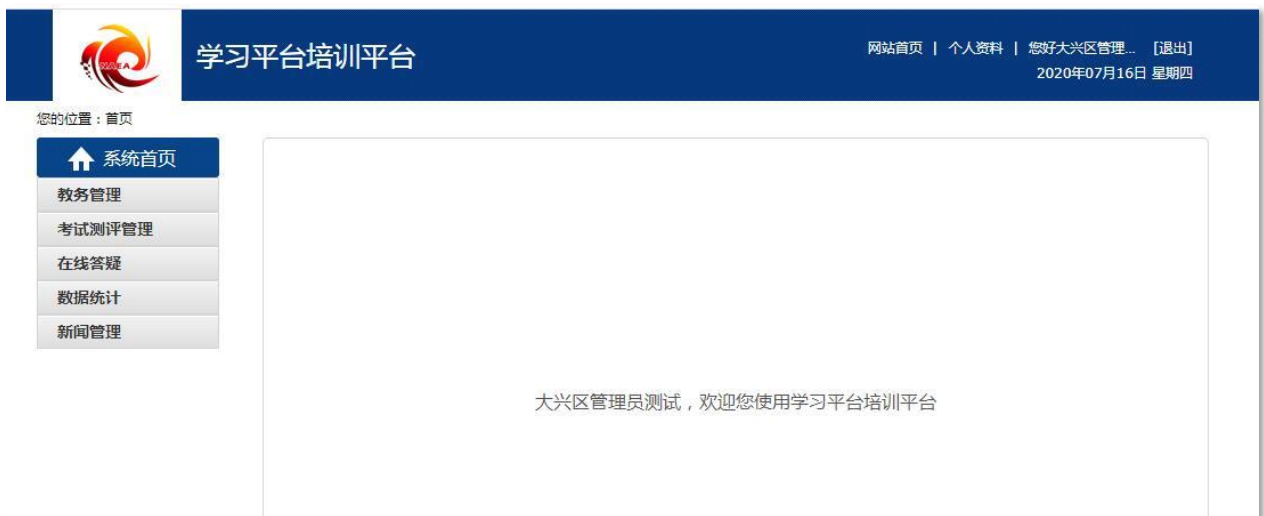 NAEA
学习平台培训平台
网站首页 | 个人资料 | 您好大兴区管理... [退出]
2020年07月16日 星期四
您的位置：首页
系统首页
教务管理
考试测评管理
在线答疑
数据统计
新闻管理
大兴区管理员测试，欢迎您使用学习平台培训平台